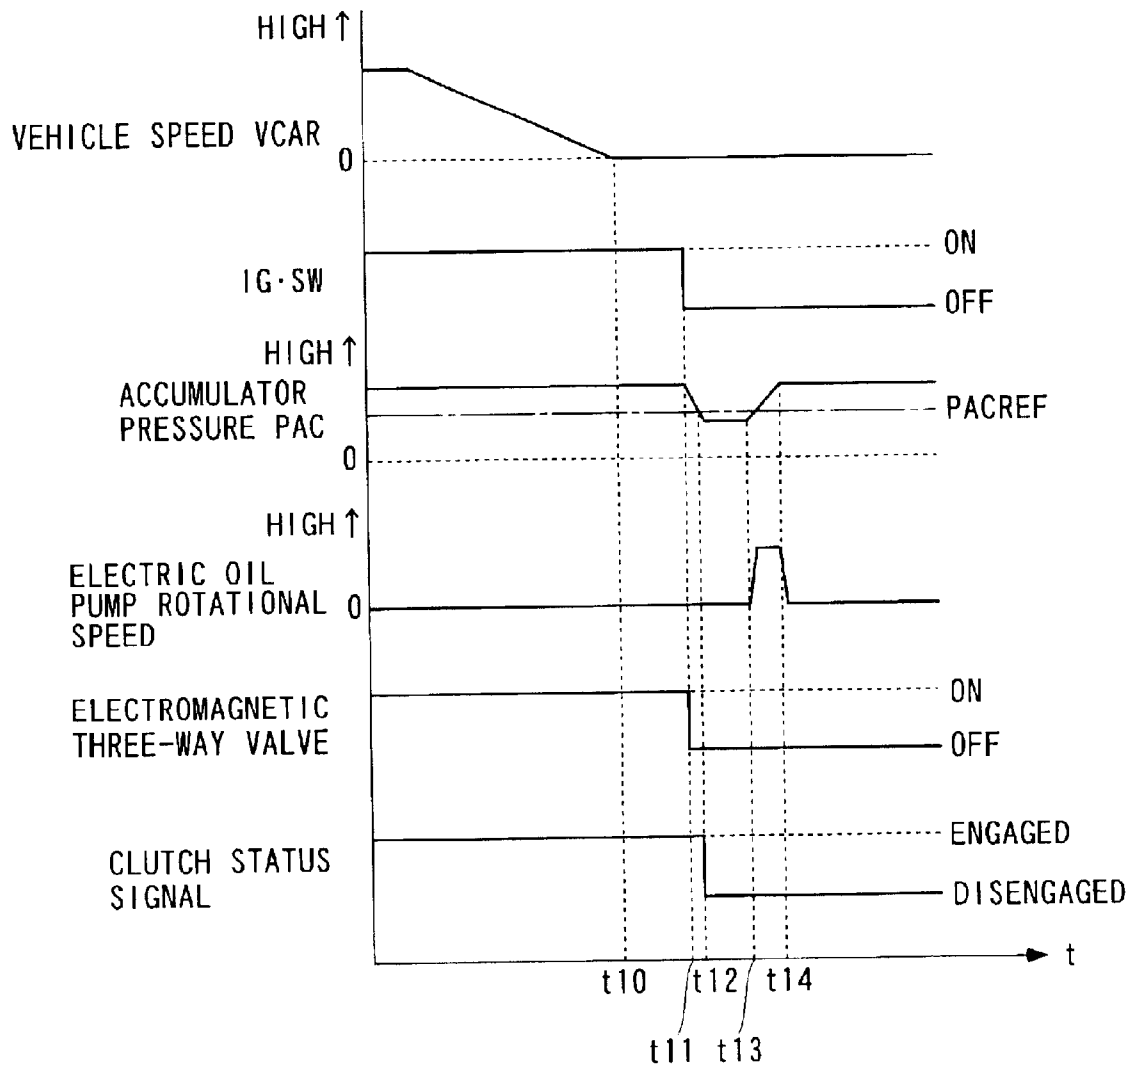 HIGH ↑
VEHICLE SPEED VCAR
0
ON
IG·SW
OFF
HIGH ↑
ACCUMULATOR
PRESSURE PAC
PACREF
0
HIGH ↑
ELECTRIC OIL
PUMP ROTATIONAL
SPEED
0
ON
ELECTROMAGNETIC
THREE-WAY VALVE
OFF
ENGAGED
CLUTCH STATUS
SIGNAL
DISENGAGED
t
t10
t12
t14
t11
t13